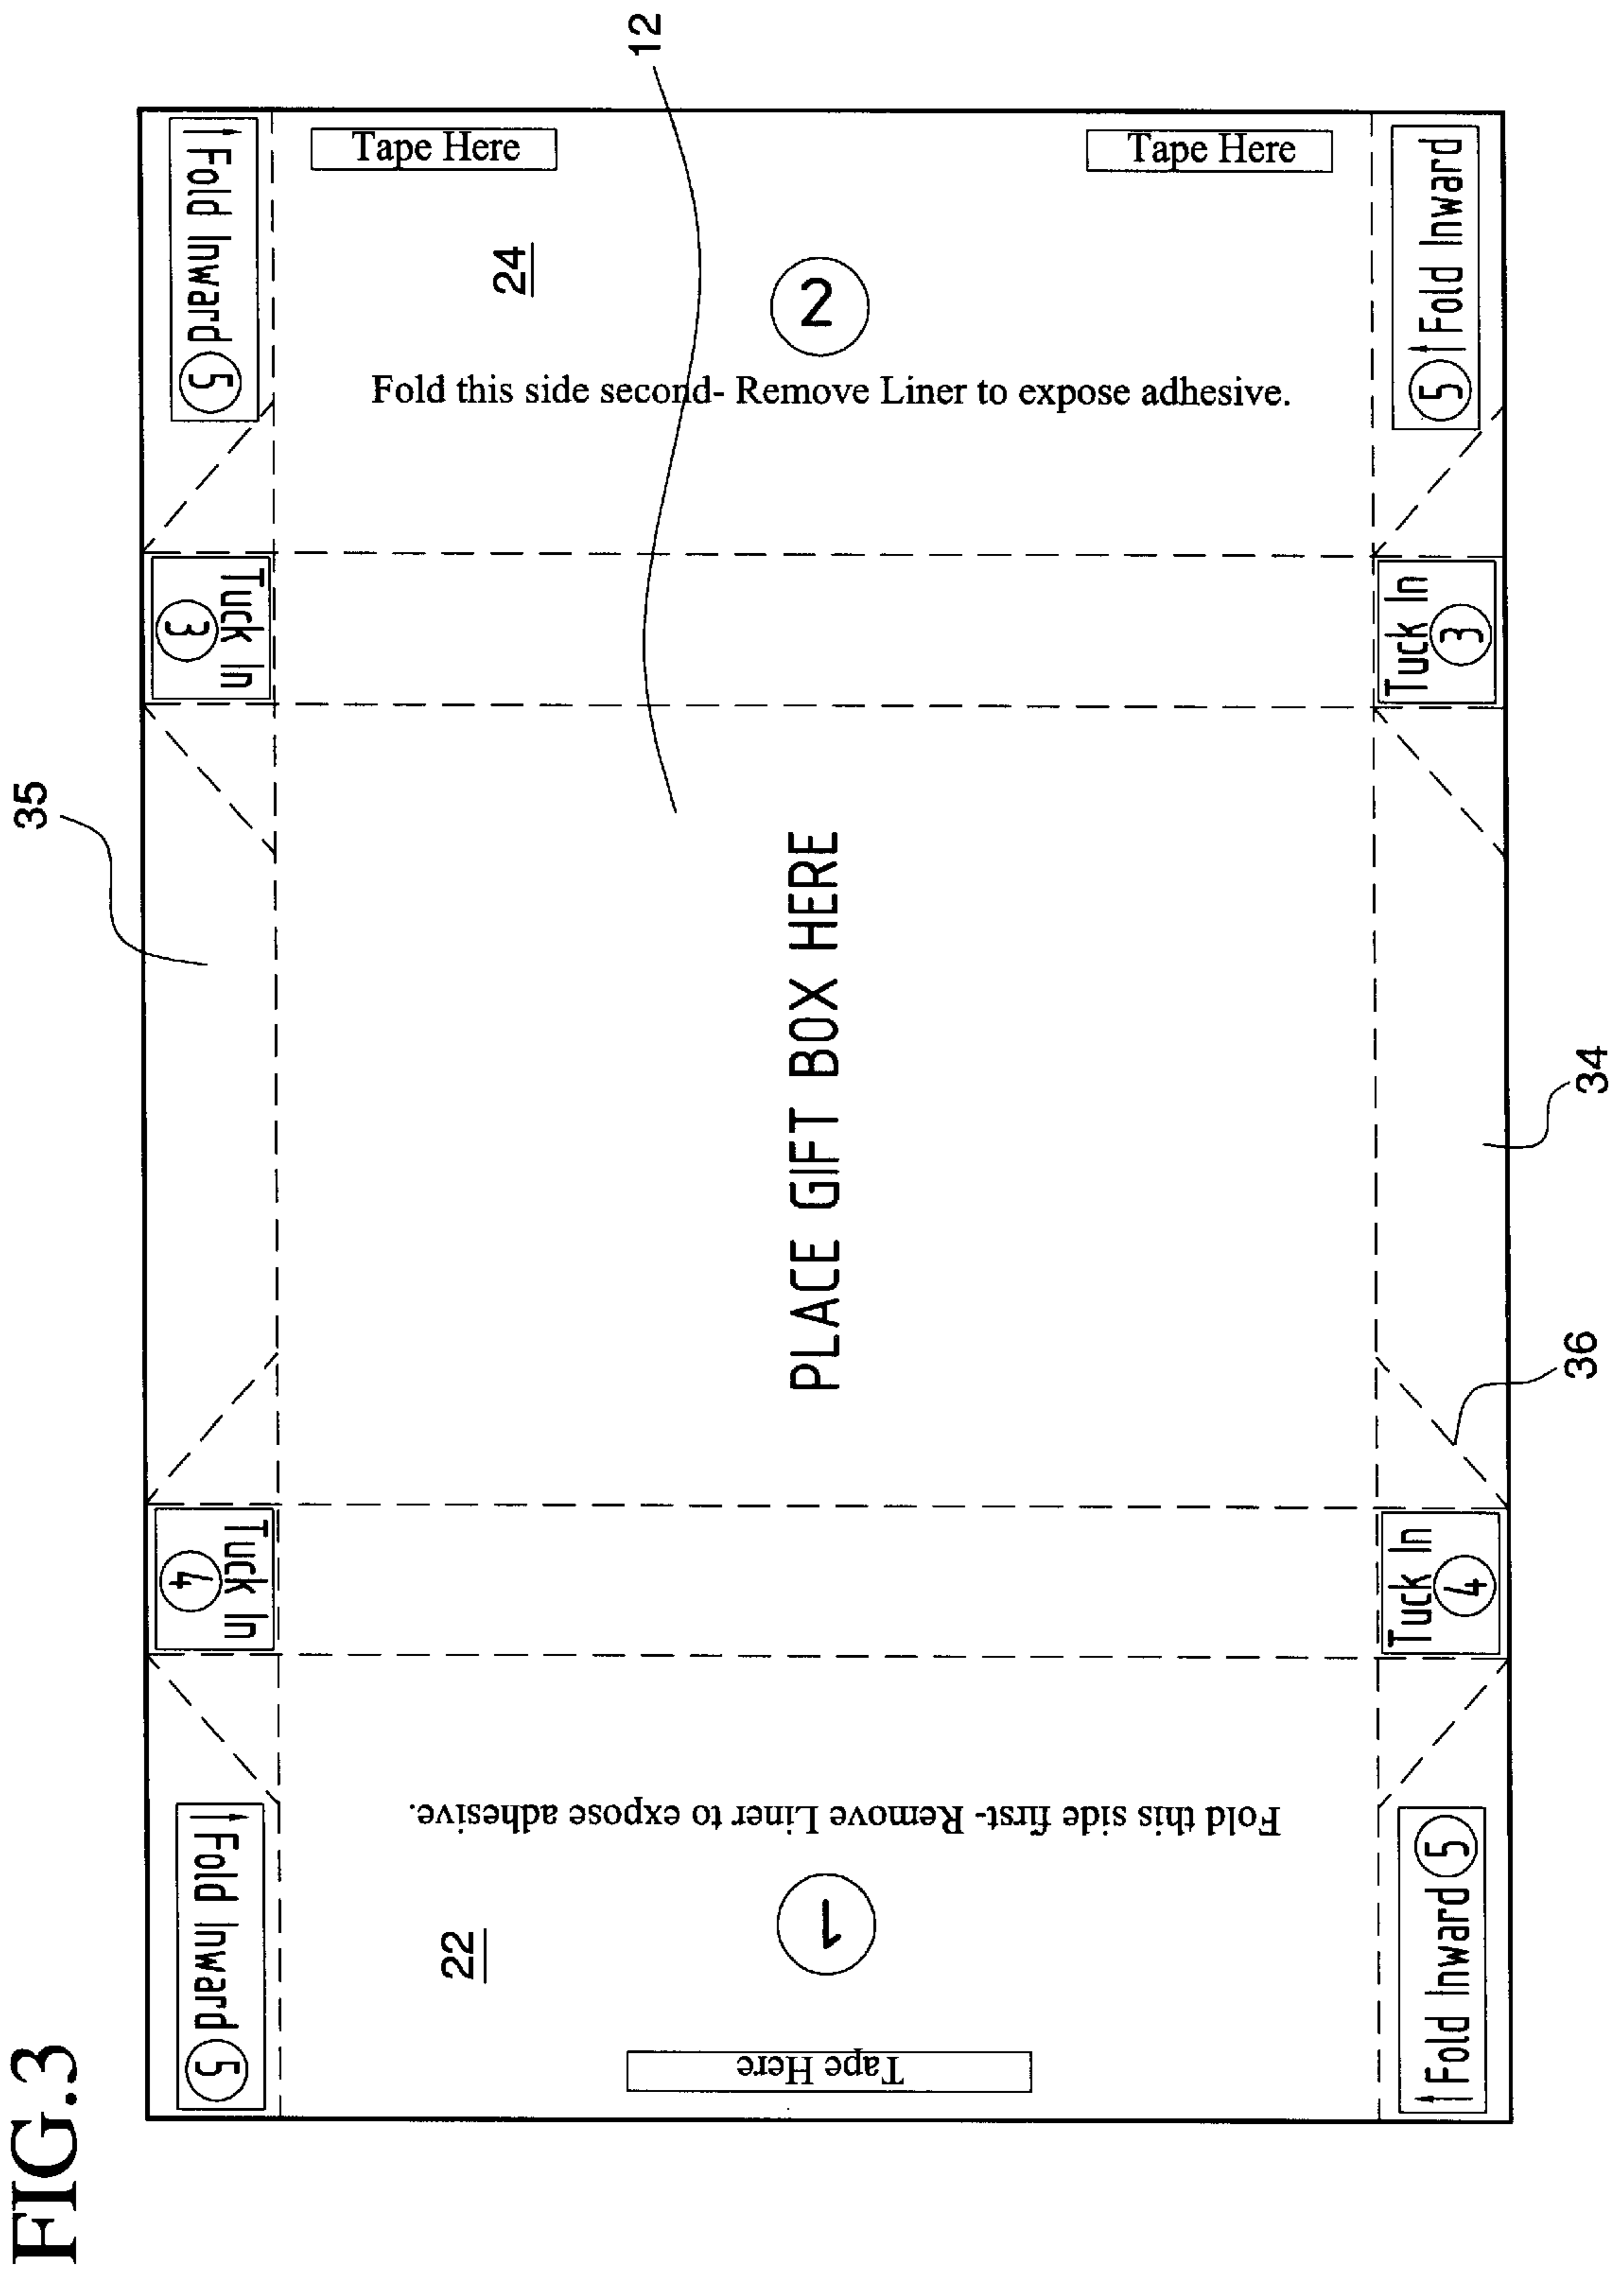 FIG.3
12
35
34
36
Fold Inward
5
Tape Here
Tape Here
Fold Inward
5
24
2
Fold this side second- Remove Liner to expose adhesive.
Tuck In
3
Tuck In
3
PLACE GIFT BOX HERE
Tuck In
4
Tuck In
4
Fold this side first- Remove Liner to expose adhesive.
1
22
Tape Here
Fold Inward
5
Fold Inward
5